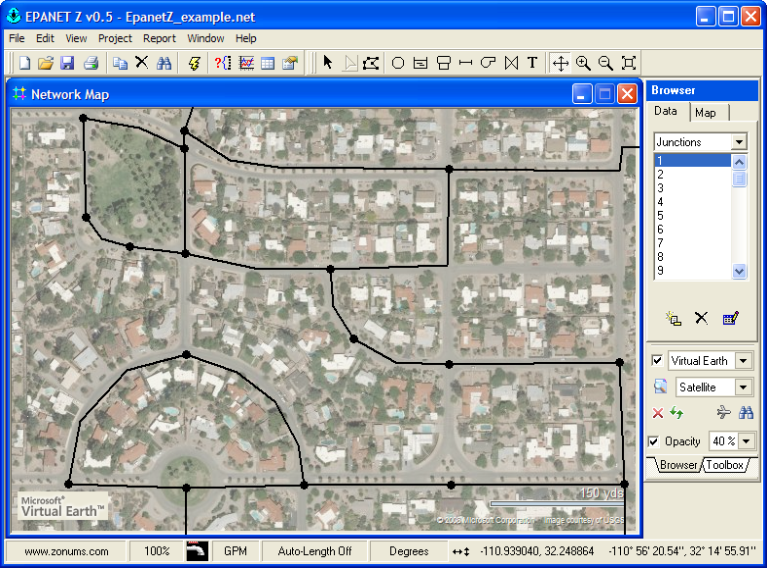 EPANET Z v0.5 - EpanetZ_example.net
File Edit View Project Report Window Help
T
Network Map
Browser
Data Map
Junctions
1
2
3
4
5
6
7
8
9
Virtual Earth
Satellite
Opacity 40 %
Browser Toolbox
Microsoft®
Virtual Earth™
150 yds
© 2008 Microsoft Corporation Image courtesy of USGS
www.zonums.com 100% GPM Auto-Length Off Degrees -110.939040, 32.248864 -110° 56' 20.54'', 32° 14' 55.91''